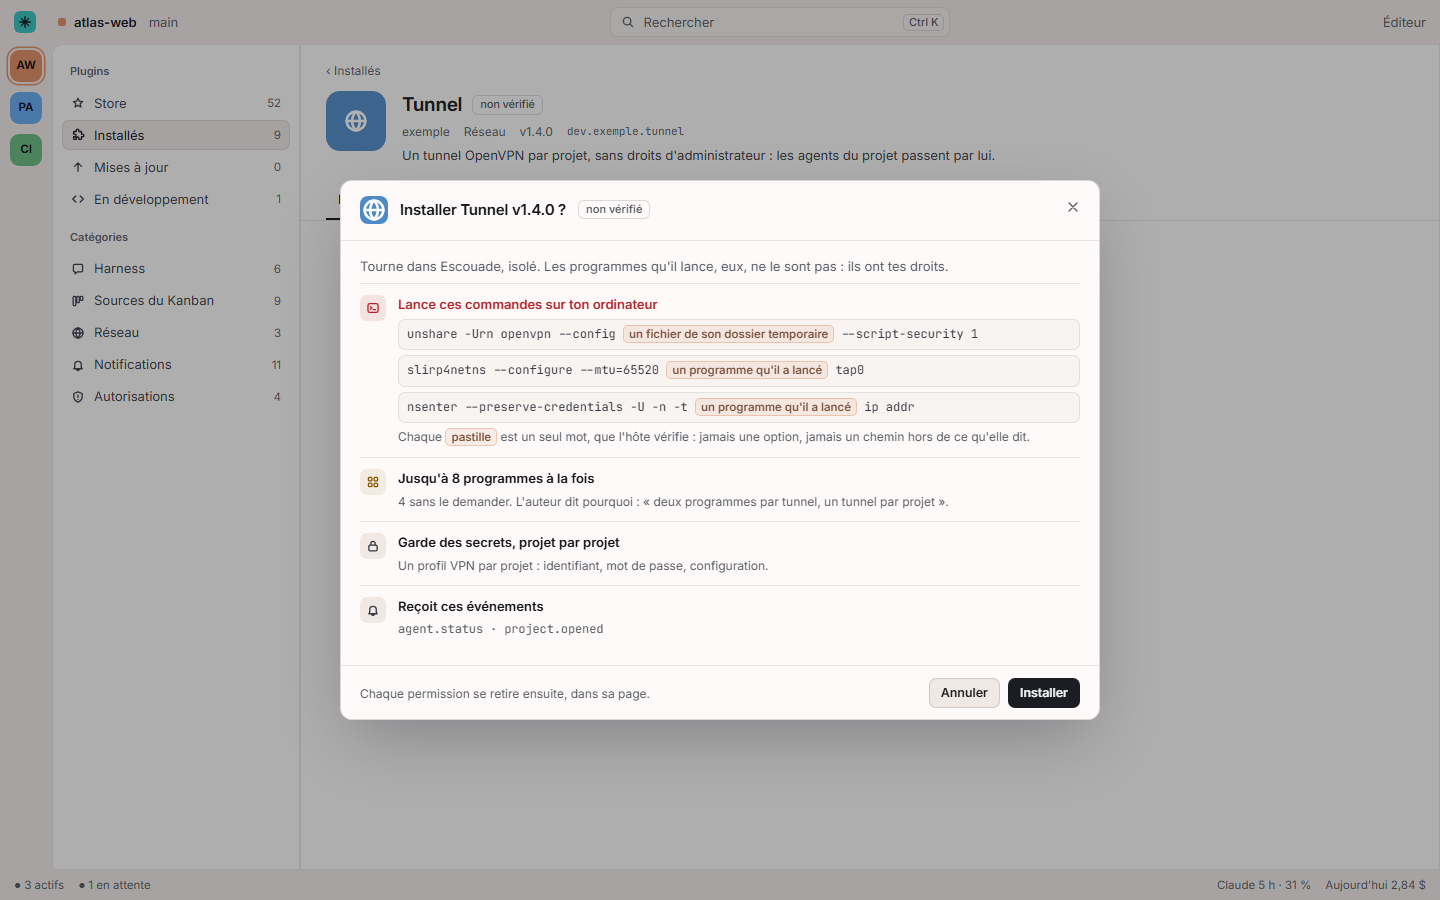 atlas-web main
Rechercher Ctrl K
Éditeur
AW
PA
CI
Plugins
Store 52
Installés 9
Mises à jour 0
En développement 1
Catégories
Harness 6
Sources du Kanban 9
Réseau 3
Notifications 11
Autorisations 4
‹ Installés
Tunnel non vérifié
exemple Réseau v1.4.0 dev.exemple.tunnel
Un tunnel OpenVPN par projet, sans droits d'administrateur : les agents du projet passent par lui.
Installer Tunnel v1.4.0 ? non vérifié
Tourne dans Escouade, isolé. Les programmes qu'il lance, eux, ne le sont pas : ils ont tes droits.
Lance ces commandes sur ton ordinateur
unshare -Urn openvpn --config un fichier de son dossier temporaire --script-security 1
slirp4netns --configure --mtu=65520 un programme qu'il a lancé tap0
nsenter --preserve-credentials -U -n -t un programme qu'il a lancé ip addr
Chaque pastille est un seul mot, que l'hôte vérifie : jamais une option, jamais un chemin hors de ce qu'elle dit.
Jusqu'à 8 programmes à la fois
4 sans le demander. L'auteur dit pourquoi : « deux programmes par tunnel, un tunnel par projet ».
Garde des secrets, projet par projet
Un profil VPN par projet : identifiant, mot de passe, configuration.
Reçoit ces événements
agent.status · project.opened
Chaque permission se retire ensuite, dans sa page.
Annuler
Installer
3 actifs 1 en attente
Claude 5 h · 31 % Aujourd'hui 2,84 $